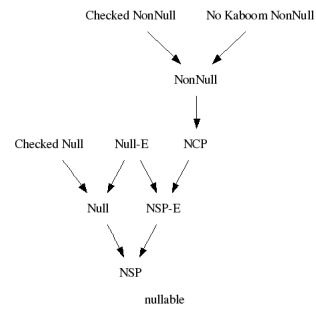 Checked NonNull No Kaboom NonNull
NonNull
Checked Null Null-E NCP
Null NSP-E
NSP
nullable